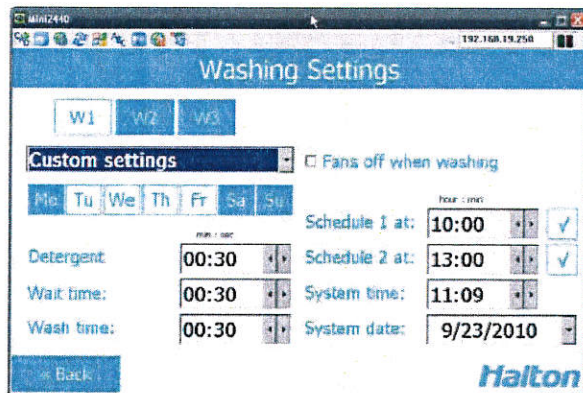 Mini2440
192.168.19.250
Washing Settings
W1 W2 W3
Custom settings
Fans off when washing
Mo Tu We Th Fr Sa Su
hour : min
Schedule 1 at: 10:00
min : sec
Detergent 00:30
Schedule 2 at: 13:00
Wait time: 00:30
System time: 11:09
Wash time: 00:30
System date: 9/23/2010
« Back
Halton